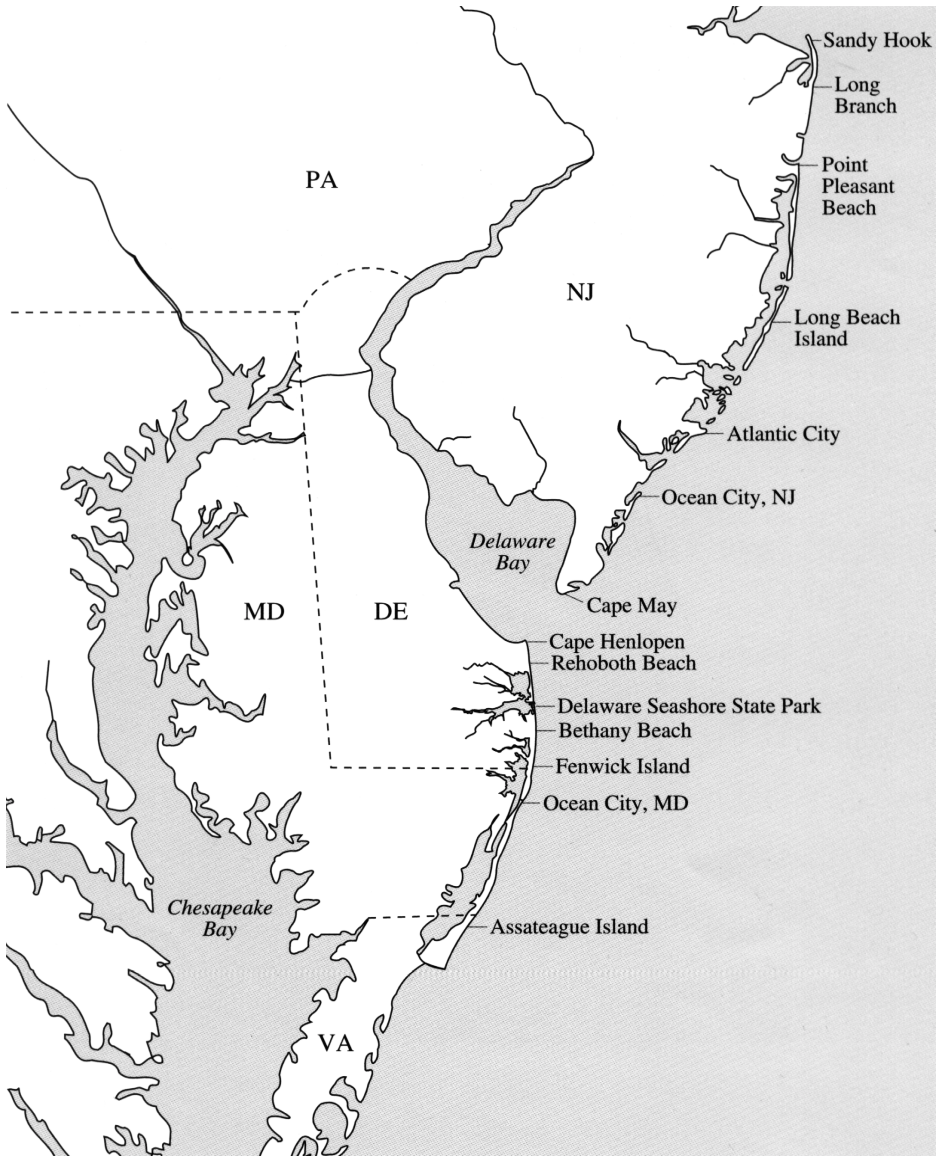 Sandy Hook
Long
Branch
PA
Point
Pleasant
Beach
NJ
Long Beach
Island
Atlantic City
Ocean City, NJ
Delaware
Bay
Cape May
MD
DE
Cape Henlopen
Rehoboth Beach
Delaware Seashore State Park
Bethany Beach
Fenwick Island
Ocean City, MD
Chesapeake
Bay
Assateague Island
VA